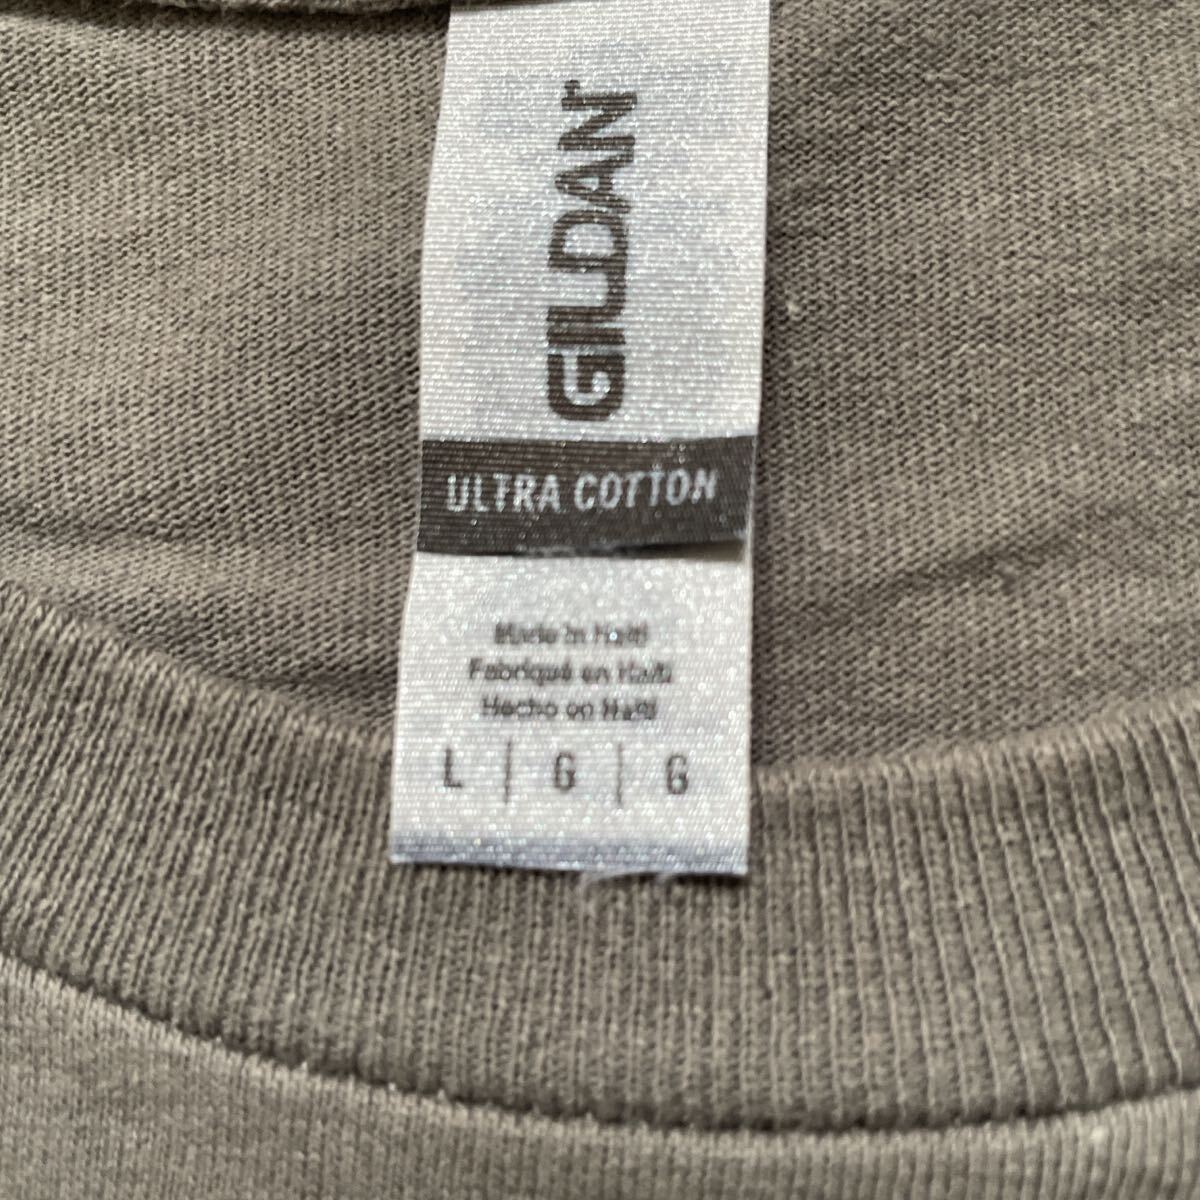 GILDAN
ULTRA COTTON
Made in Haiti
Fabriqué en Haïti
Hecho en Haití
L | G | G